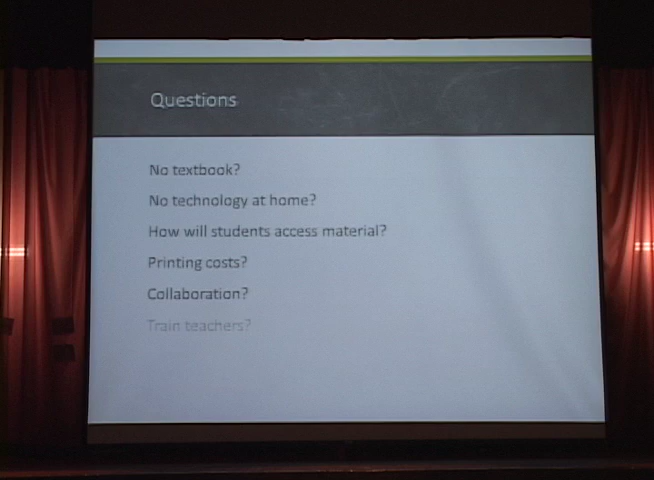 Questions
No textbook?
No technology at home?
How will students access material?
Printing costs?
Collaboration?
Train teachers?